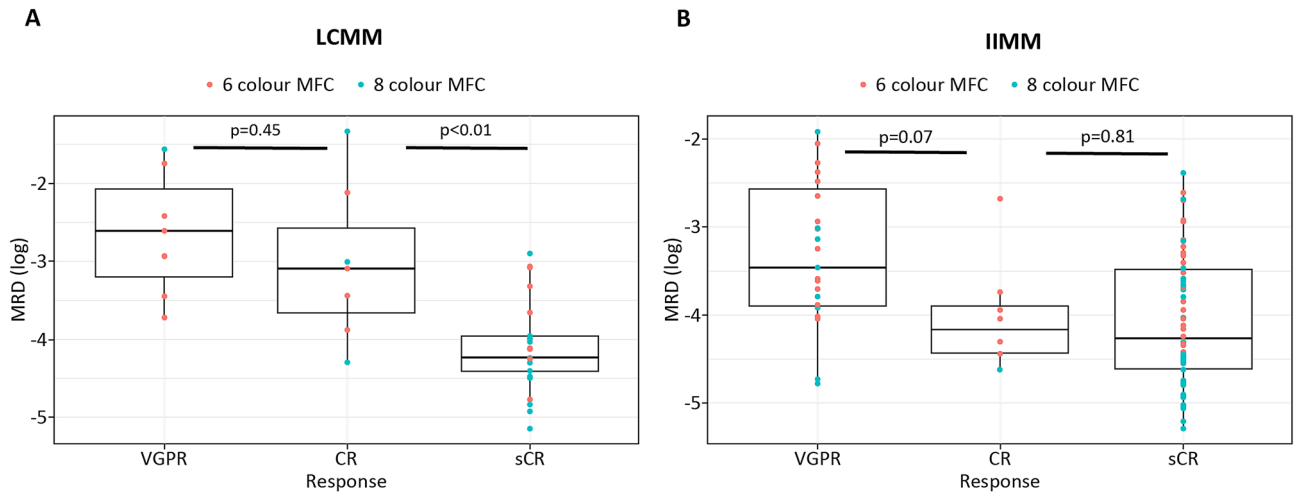 A
LCMM
6 colour MFC
8 colour MFC
p=0.45
p<0.01
-2
-3
-4
-5
MRD (log)
VGPR
CR
sCR
Response
B
IIMM
6 colour MFC
8 colour MFC
p=0.07
p=0.81
-2
-3
-4
-5
MRD (log)
VGPR
CR
sCR
Response